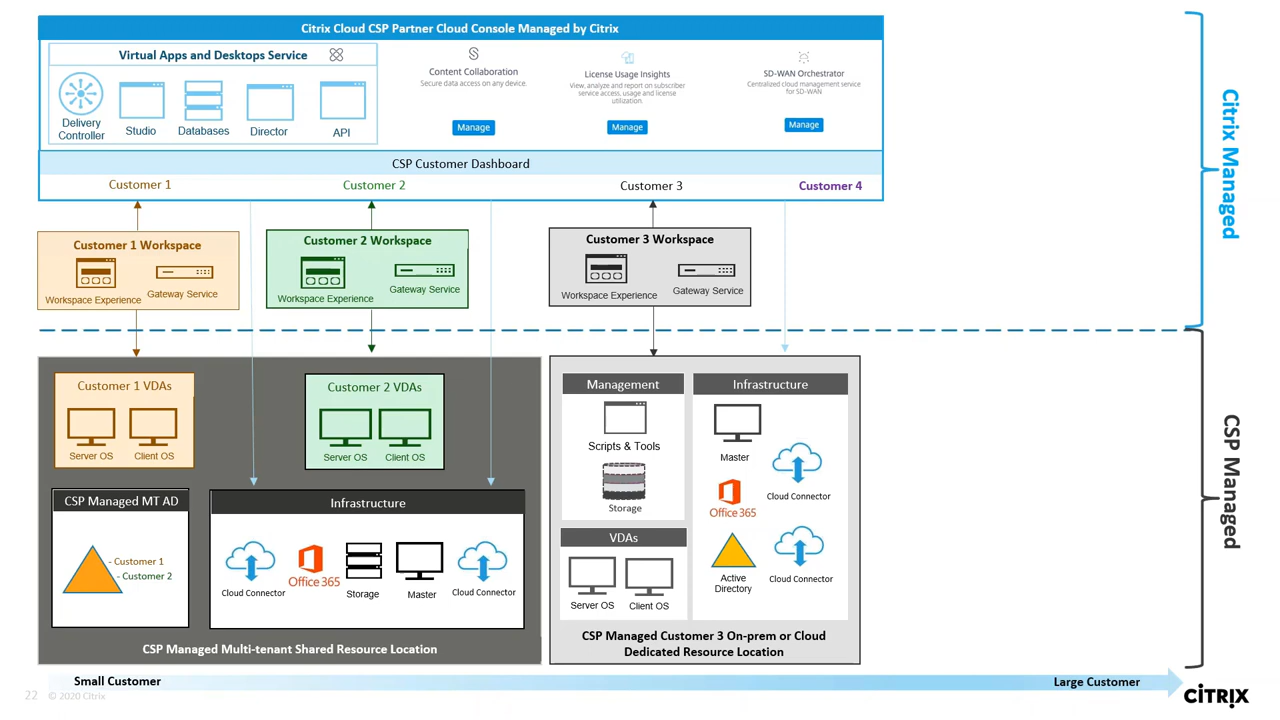 Citrix Cloud CSP Partner Cloud Console Managed by Citrix
Virtual Apps and Desktops Service
Delivery
Controller
Studio
Databases
Director
API
Content Collaboration
Secure data access on any device.
Manage
License Usage Insights
View, analyze and report on subscriber
service access, usage and license
utilization.
Manage
SD-WAN Orchestrator
Centralized cloud management service
for SD-WAN
Manage
CSP Customer Dashboard
Customer 1
Customer 2
Customer 3
Customer 4
Customer 1 Workspace
Workspace Experience
Gateway Service
Customer 2 Workspace
Workspace Experience
Gateway Service
Customer 3 Workspace
Workspace Experience
Gateway Service
Citrix Managed
Customer 1 VDAs
Server OS
Client OS
Customer 2 VDAs
Server OS
Client OS
CSP Managed MT AD
- Customer 1
- Customer 2
Infrastructure
Cloud Connector
Office 365
Storage
Master
Cloud Connector
CSP Managed Multi-tenant Shared Resource Location
Management
Scripts & Tools
Storage
VDAs
Server OS
Client OS
Infrastructure
Master
Cloud Connector
Office 365
Active
Directory
Cloud Connector
CSP Managed Customer 3 On-prem or Cloud
Dedicated Resource Location
CSP Managed
Small Customer
Large Customer
22 © 2020 Citrix
CITRIX